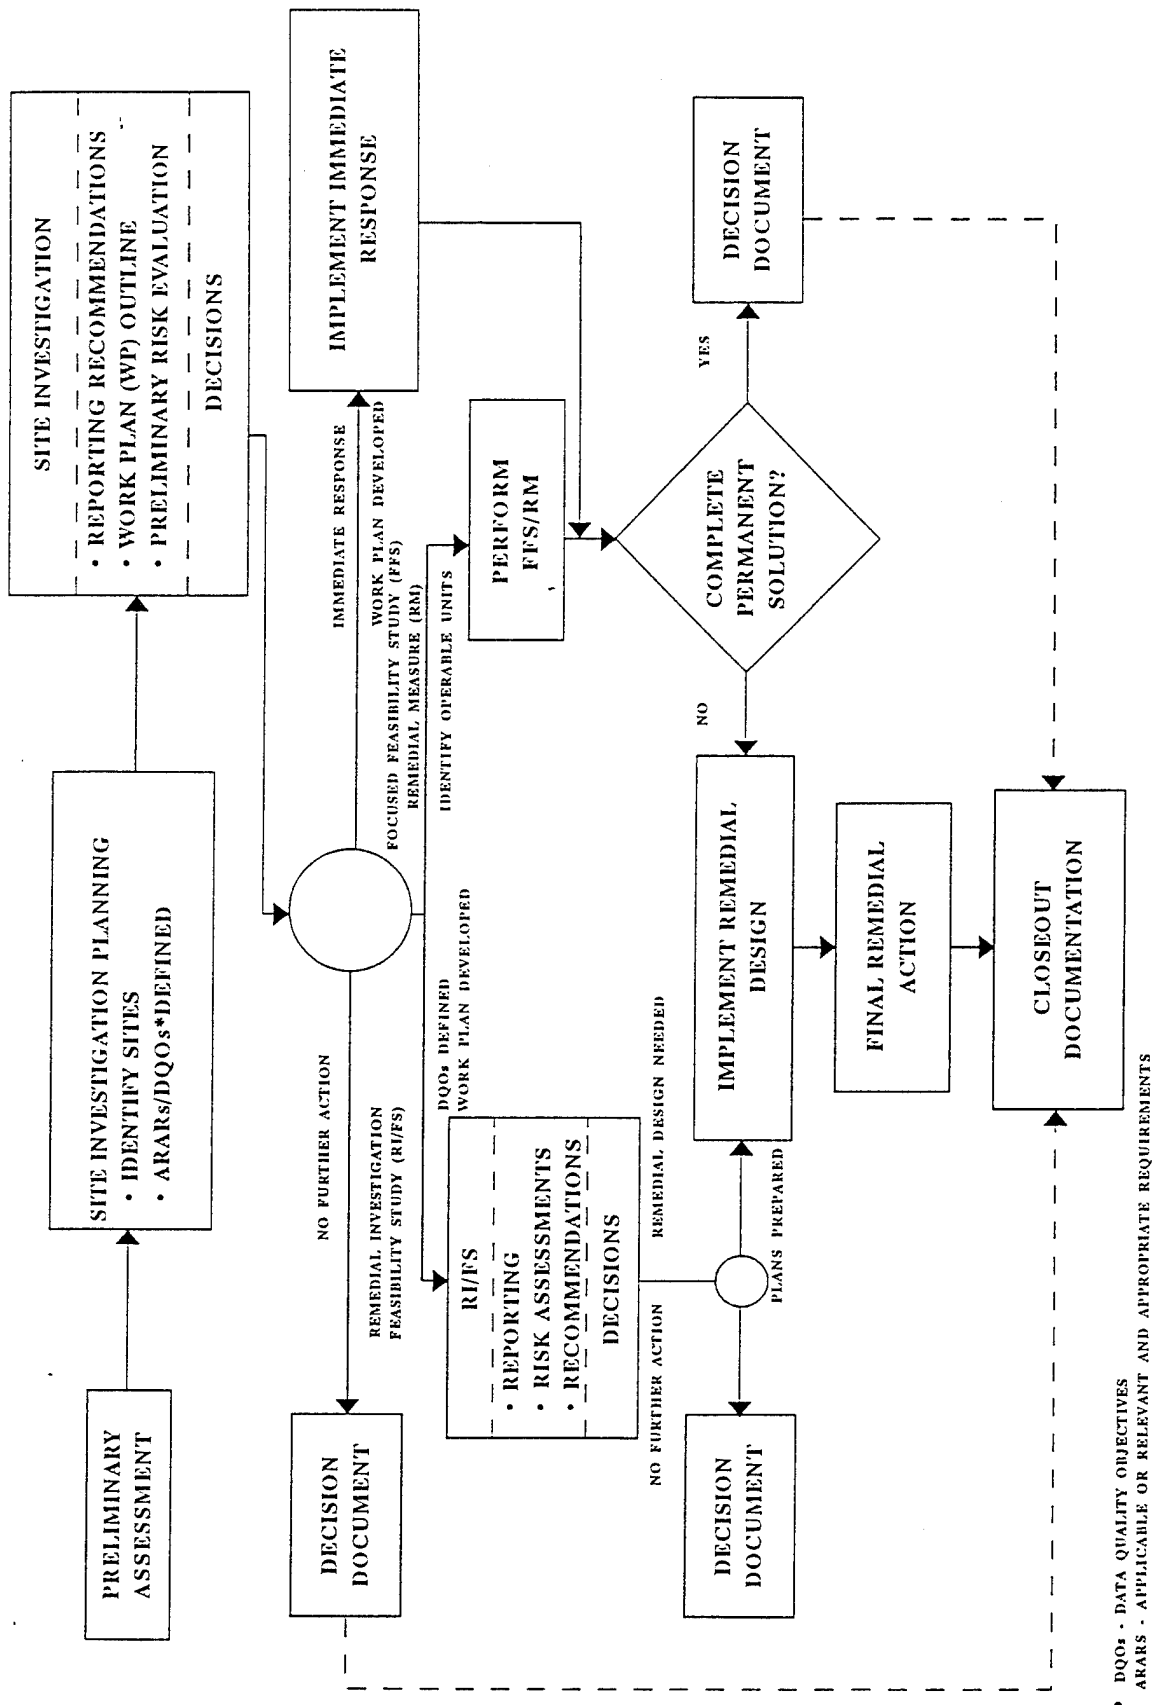 PRELIMINARY
ASSESSMENT
SITE INVESTIGATION PLANNING
• IDENTIFY SITES
• ARARs/DQOs*DEFINED
SITE INVESTIGATION
• REPORTING RECOMMENDATIONS
• WORK PLAN (WP) OUTLINE
• PRELIMINARY RISK EVALUATION
DECISIONS
DECISION
DOCUMENT
NO FURTHER ACTION
REMEDIAL INVESTIGATION
FEASIBILITY STUDY (RI/FS)
IMMEDIATE RESPONSE
WORK PLAN DEVELOPED
FOCUSED FEASIBILITY STUDY (FFS)
REMEDIAL MEASURE (RM)
IDENTIFY OPERABLE UNITS
IMPLEMENT IMMEDIATE
RESPONSE
DQOs DEFINED
WORK PLAN DEVELOPED
RI/FS
• REPORTING
• RISK ASSESSMENTS
• RECOMMENDATIONS
DECISIONS
PERFORM
FFS/RM
NO FURTHER ACTION
REMEDIAL DESIGN NEEDED
DECISION
DOCUMENT
PLANS PREPARED
IMPLEMENT REMEDIAL
DESIGN
NO
COMPLETE
PERMANENT
SOLUTION?
YES
DECISION
DOCUMENT
FINAL REMEDIAL
ACTION
CLOSEOUT
DOCUMENTATION
• DQOs - DATA QUALITY OBJECTIVES
ARARS - APPLICABLE OR RELEVANT AND APPROPRIATE REQUIREMENTS